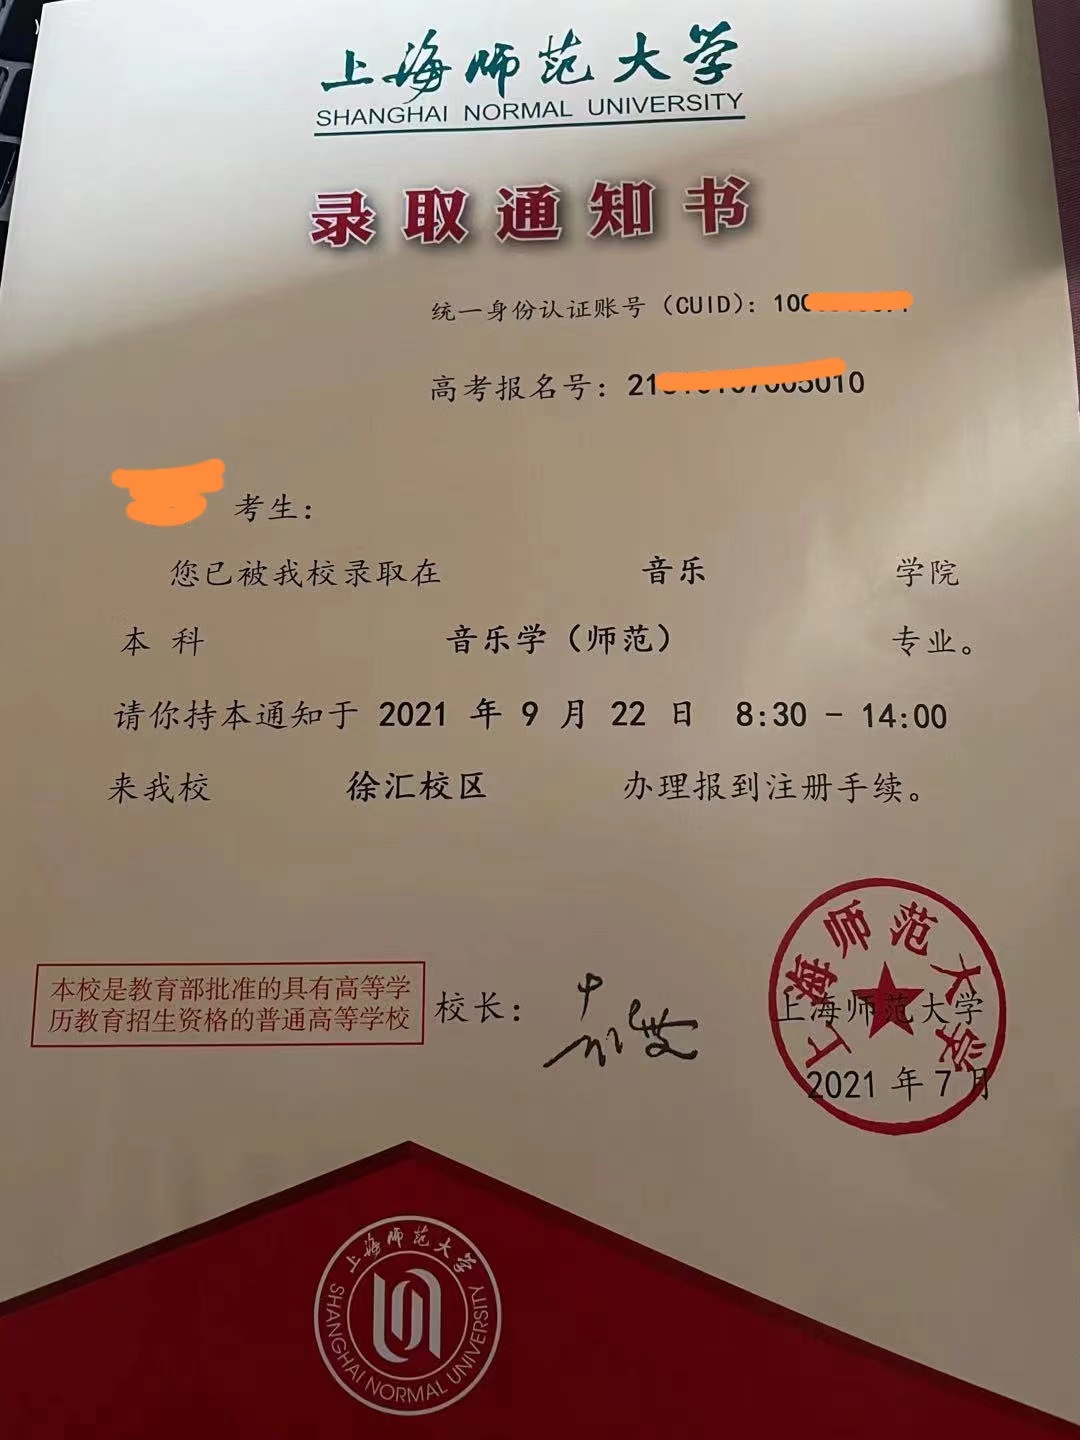 上海师范大学
SHANGHAI NORMAL UNIVERSITY
录取通知书
统一身份认证账号（CUID）：100
高考报名号：21 010
考生：
您已被我校录取在 音乐 学院
本 科 音乐学（师范） 专业。
请你持本通知于 2021 年 9 月 22 日 8:30 - 14:00
来我校 徐汇校区 办理报到注册手续。
本校是教育部批准的具有高等学
历教育招生资格的普通高等学校
校长：
上海师范大学
上海师范大学
2021 年 7 月
上海师范大学
SHANGHAI NORMAL UNIVERSITY